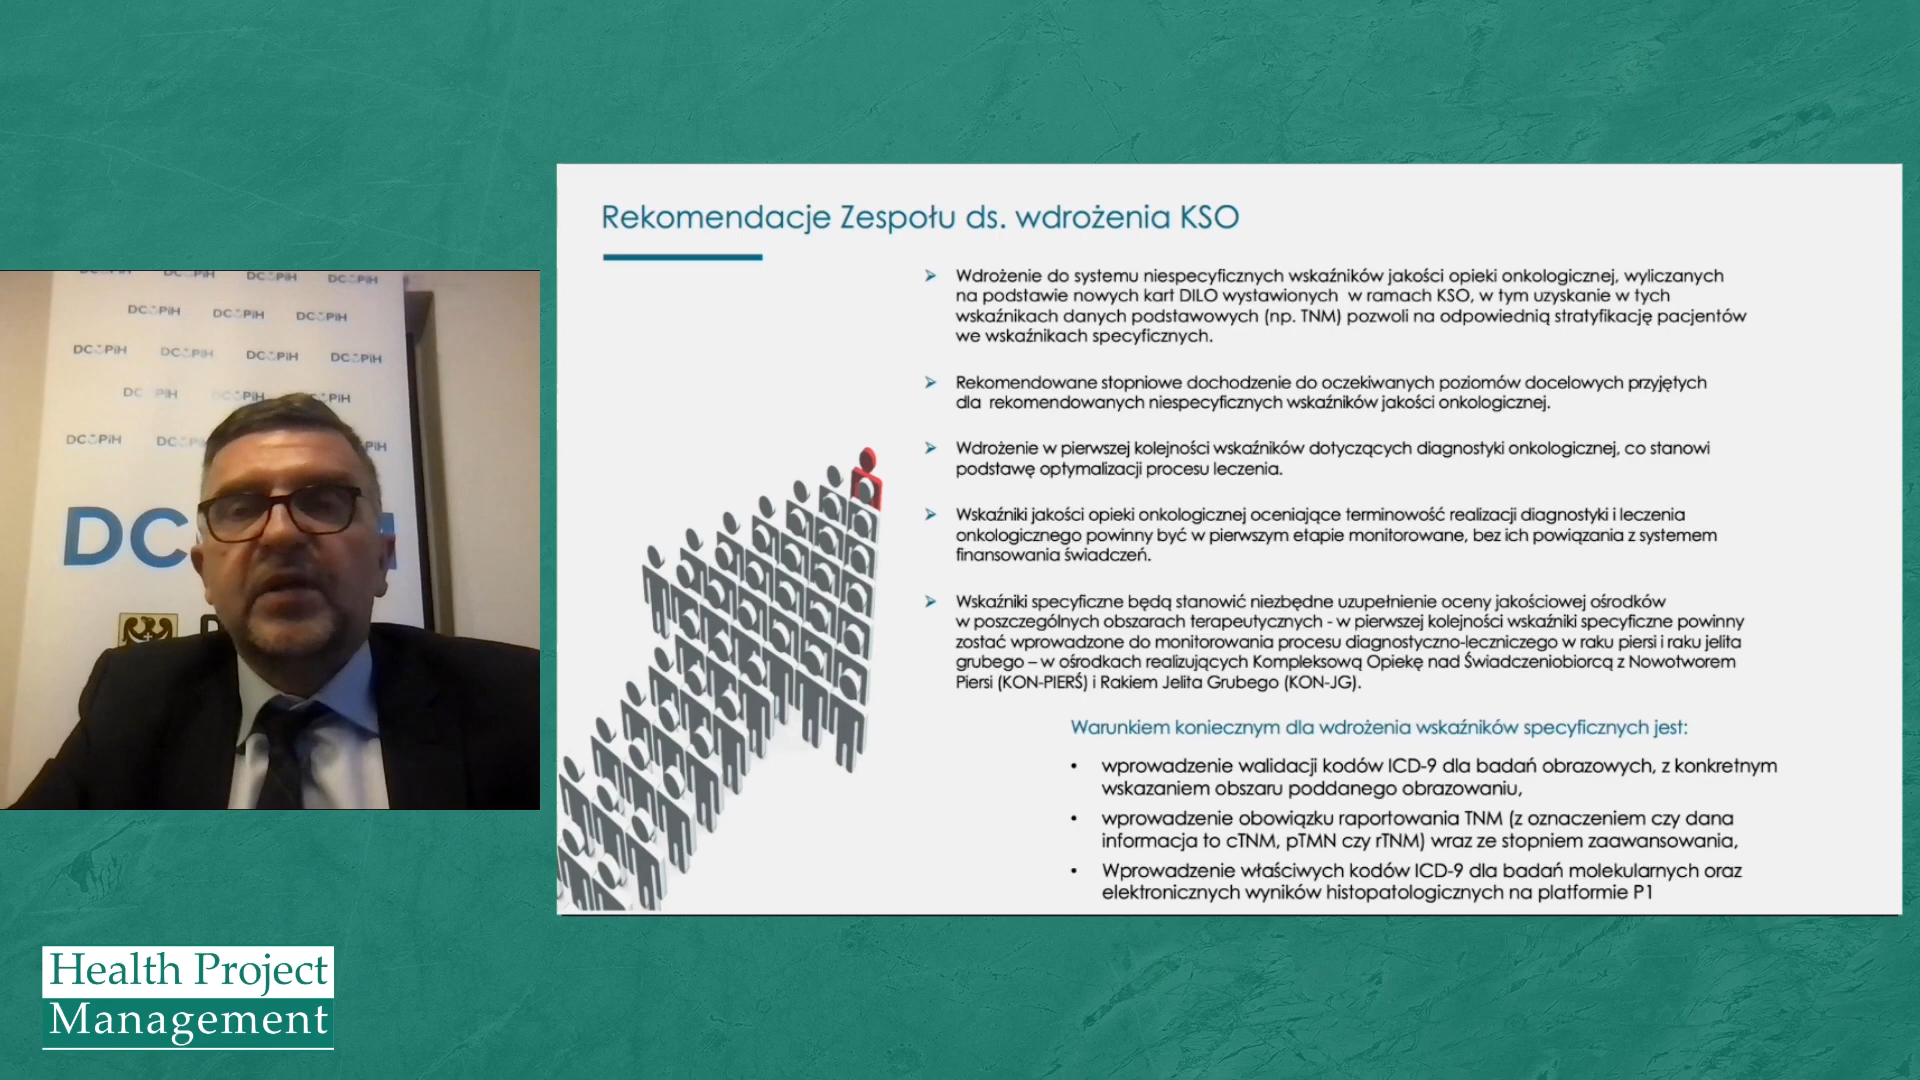 Rekomendacje Zespołu ds. wdrożenia KSO
Wdrożenie do systemu niespecyficznych wskaźników jakości opieki onkologicznej, wyliczanych
na podstawie nowych kart DILO wystawionych w ramach KSO, w tym uzyskanie w tych
wskaźnikach danych podstawowych (np. TNM) pozwoli na odpowiednią stratyfikację pacjentów
we wskaźnikach specyficznych.
Rekomendowane stopniowe dochodzenie do oczekiwanych poziomów docelowych przyjętych
dla rekomendowanych niespecyficznych wskaźników jakości onkologicznej.
Wdrożenie w pierwszej kolejności wskaźników dotyczących diagnostyki onkologicznej, co stanowi
podstawę optymalizacji procesu leczenia.
Wskaźniki jakości opieki onkologicznej oceniające terminowość realizacji diagnostyki i leczenia
onkologicznego powinny być w pierwszym etapie monitorowane, bez ich powiązania z systemem
finansowania świadczeń.
Wskaźniki specyficzne będą stanowić niezbędne uzupełnienie oceny jakościowej ośrodków
w poszczególnych obszarach terapeutycznych - w pierwszej kolejności wskaźniki specyficzne powinny
zostać wprowadzone do monitorowania procesu diagnostyczno-leczniczego w raku piersi i raku jelita
grubego – w ośrodkach realizujących Kompleksową Opiekę nad Świadczeniobiorcą z Nowotworem
Piersi (KON-PIERŚ) i Rakiem Jelita Grubego (KON-JG).
Warunkiem koniecznym dla wdrożenia wskaźników specyficznych jest:
• wprowadzenie walidacji kodów ICD-9 dla badań obrazowych, z konkretnym
wskazaniem obszaru poddanego obrazowaniu,
• wprowadzenie obowiązku raportowania TNM (z oznaczeniem czy dana
informacja to cTNM, pTMN czy rTNM) wraz ze stopniem zaawansowania,
• Wprowadzenie właściwych kodów ICD-9 dla badań molekularnych oraz
elektronicznych wyników histopatologicznych na platformie P1
Health Project
Management